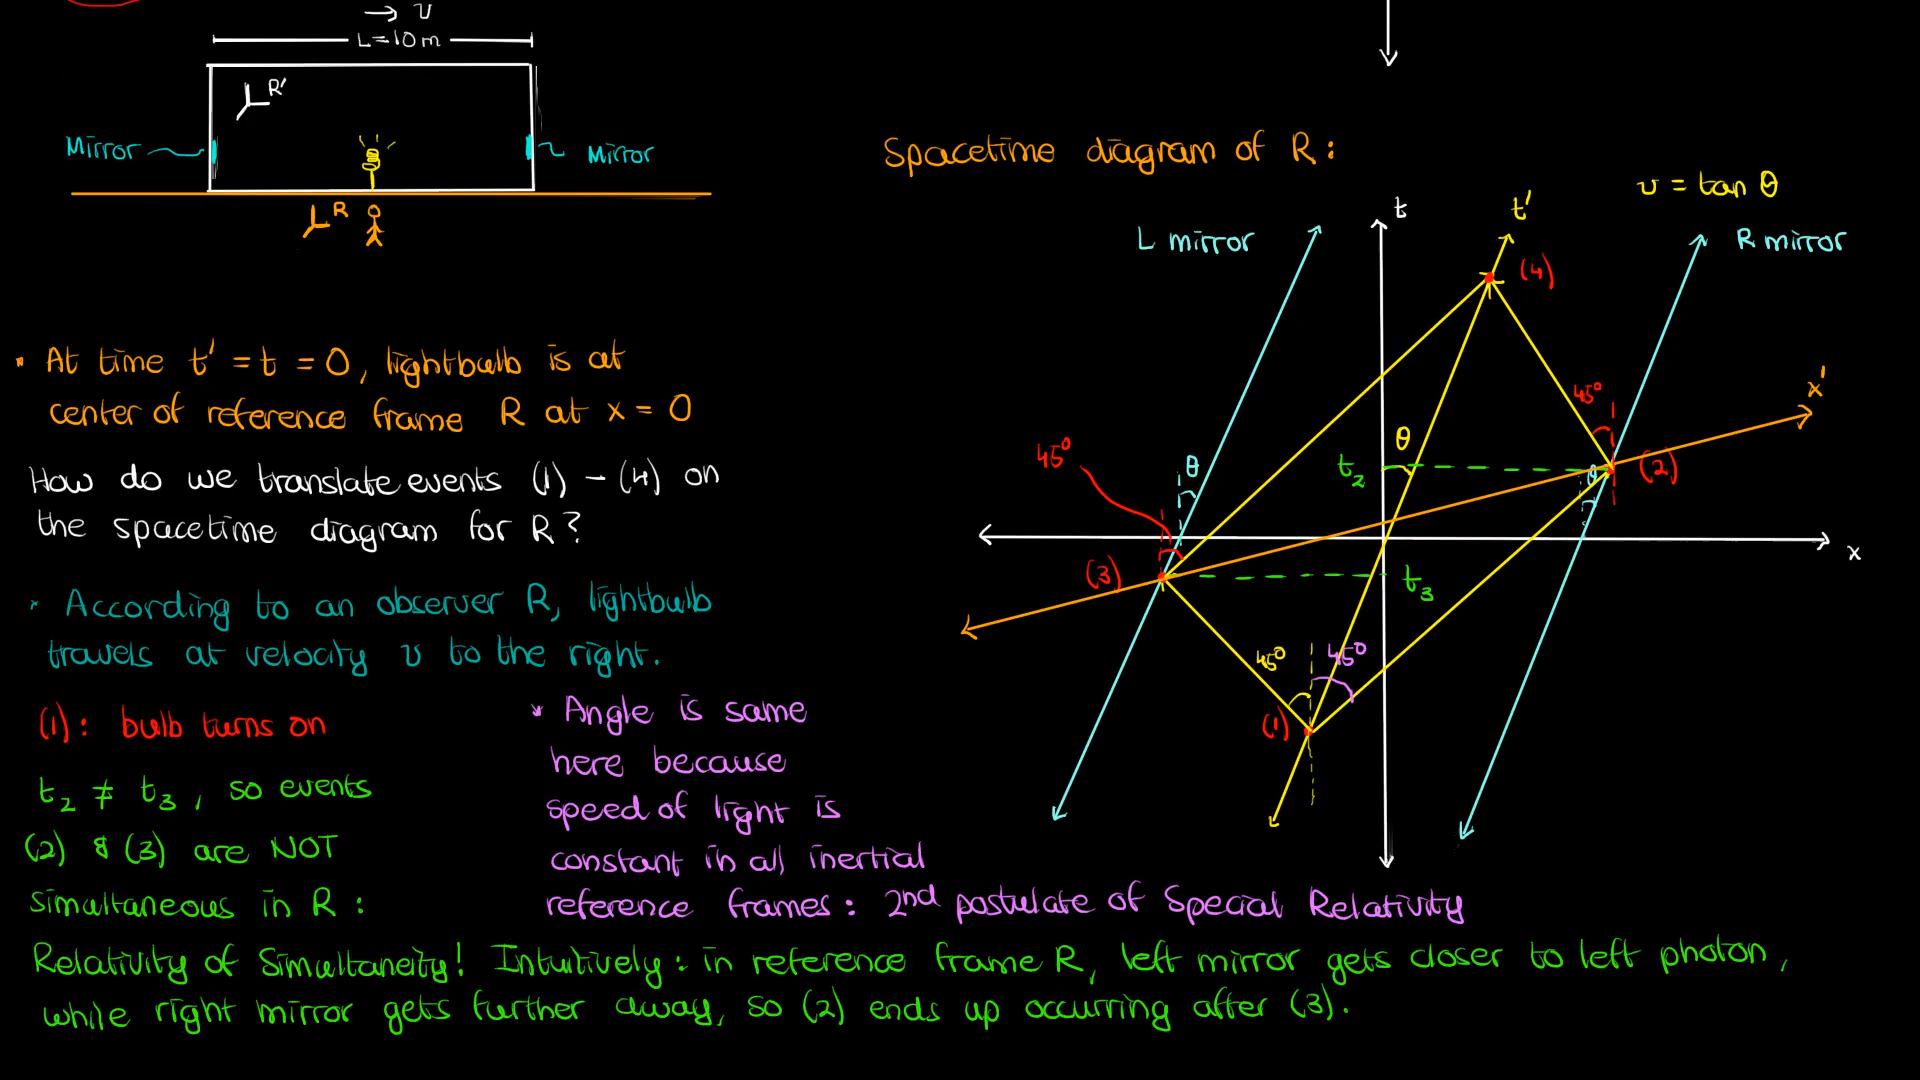 → v
L=10m
R'
Mirror
Mirror
R
• At time t' = t = 0, lightbulb is at
center of reference frame R at x = 0
How do we translate events (1) – (4) on
the spacetime diagram for R?
• According to an observer R, lightbulb
travels at velocity v to the right.
(1): bulb turns on
t₂ ≠ t₃, so events
(2) & (3) are NOT
simultaneous in R:
• Angle is same
here because
speed of light is
constant in all inertial
reference frames: 2nd postulate of Special Relativity
Relativity of Simultaneity! Intuitively: in reference frame R, left mirror gets closer to left photon,
while right mirror gets further away, so (2) ends up occurring after (3).
Spacetime diagram of R:
v = tan θ
t
t'
L mirror
R mirror
(4)
45°
x'
θ
45°
θ
t₂
θ
(2)
x
(3)
t₃
45°
45°
(1)